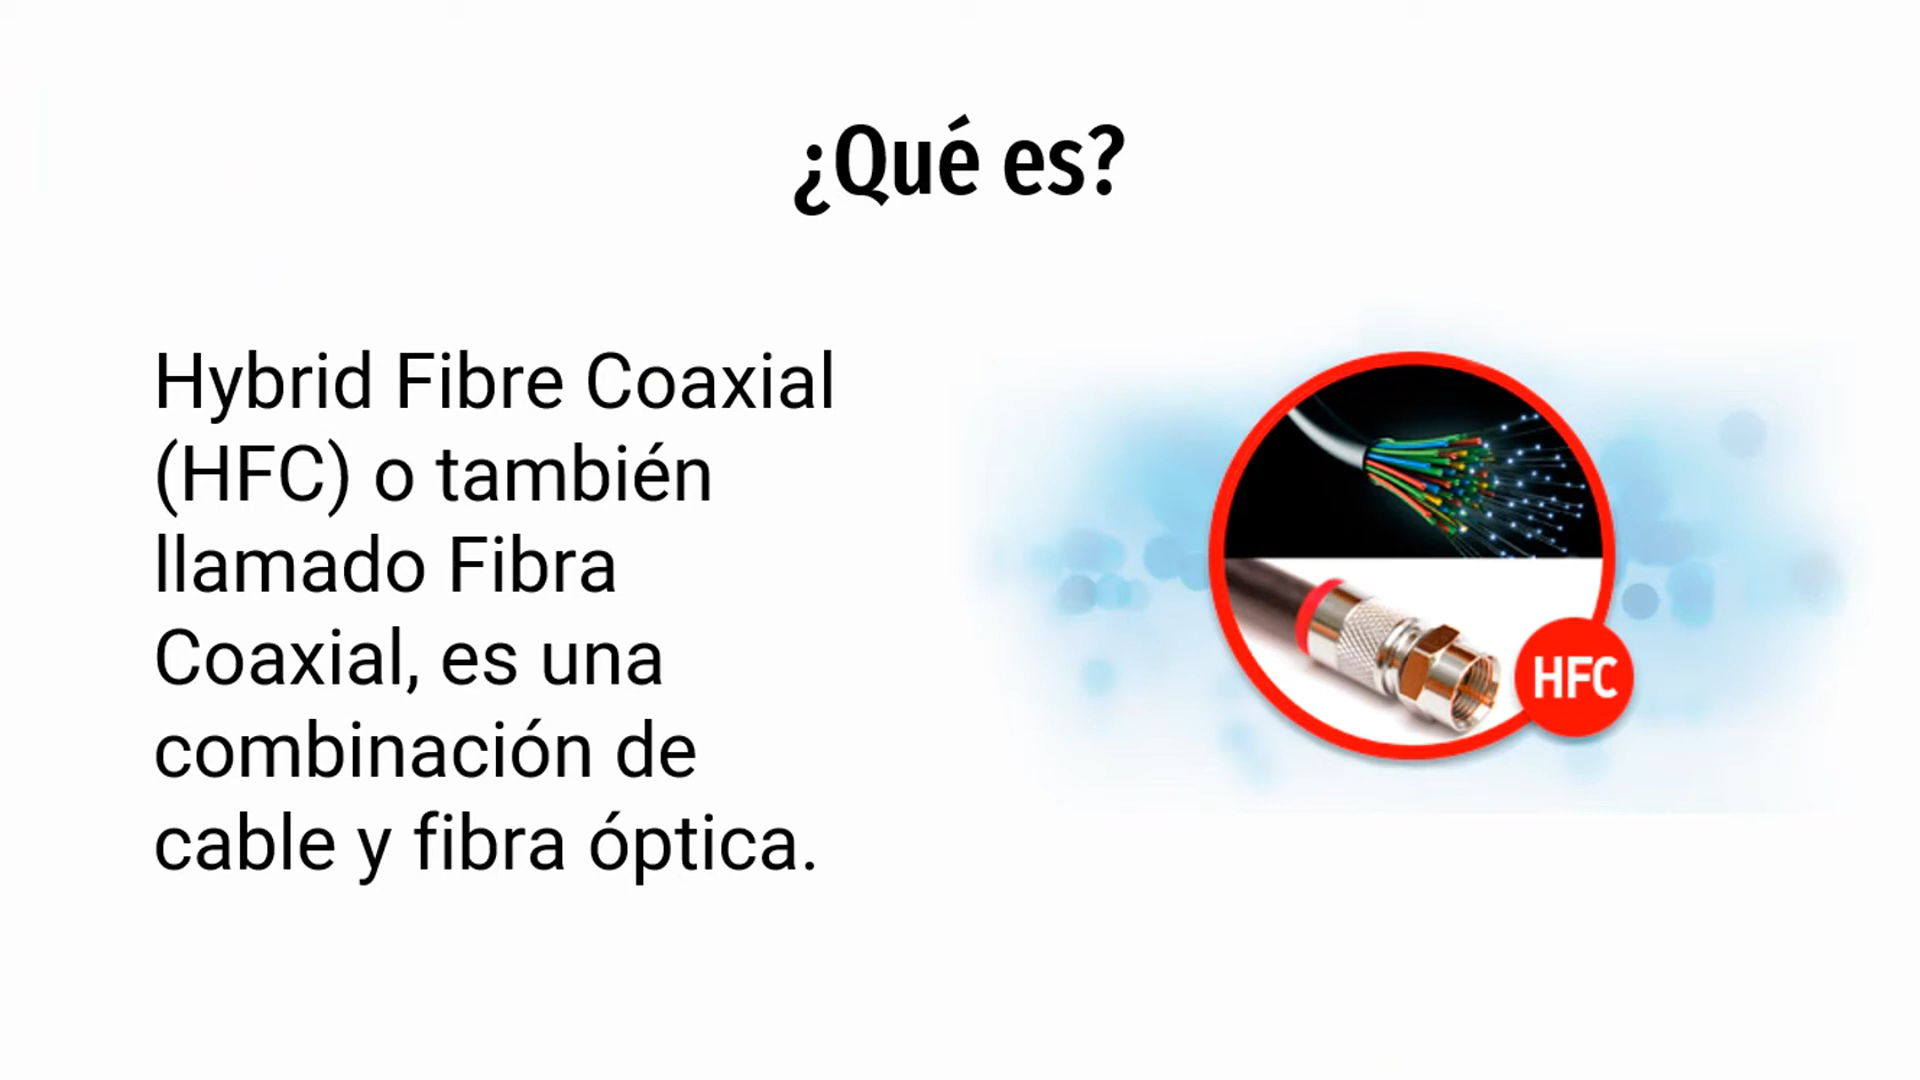 ¿Qué es?
Hybrid Fibre Coaxial
(HFC) o también
llamado Fibra
Coaxial, es una
combinación de
cable y fibra óptica.
HFC